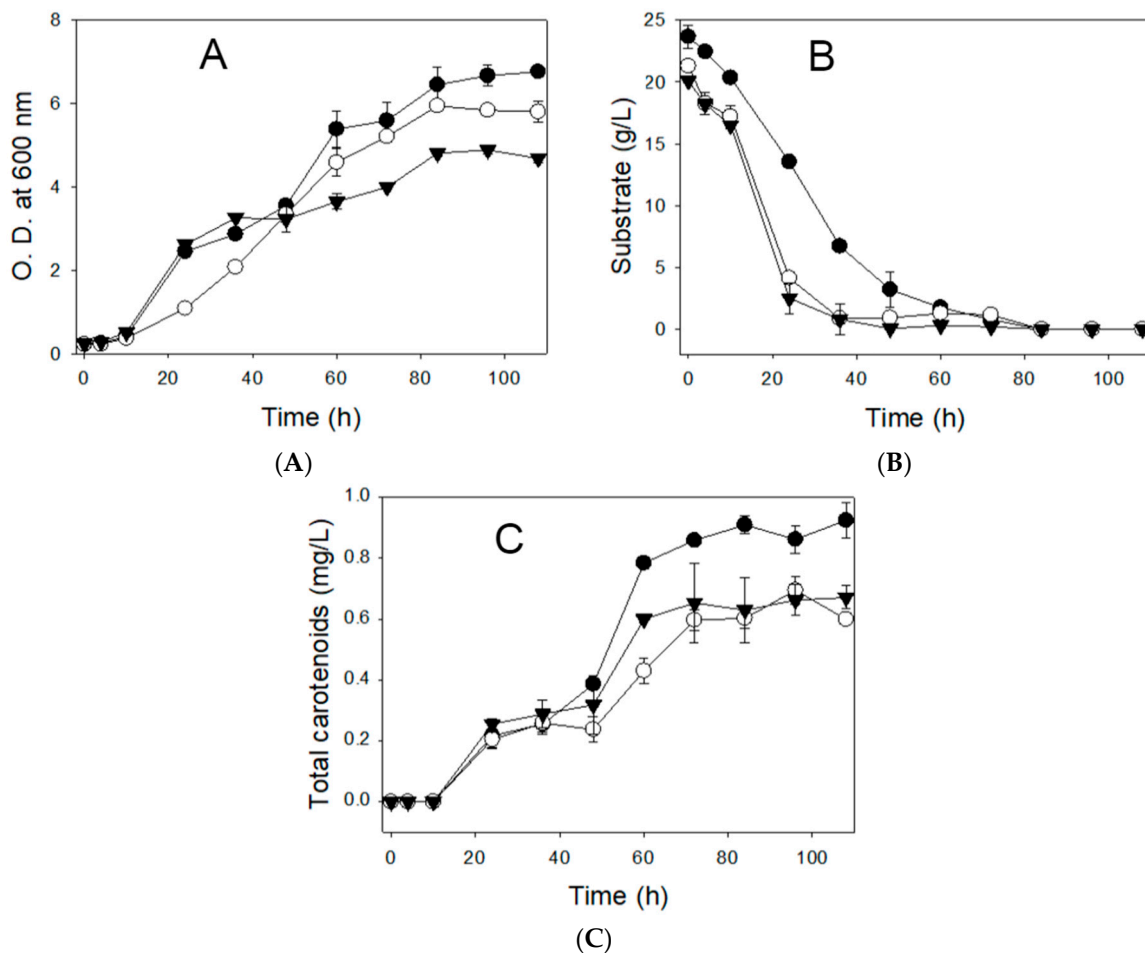 A
O. D. at 600 nm
8
6
4
2
0
0 20 40 60 80 100
Time (h)
(A)
B
Substrate (g/L)
25
20
15
10
5
0
0 20 40 60 80 100
Time (h)
(B)
C
Total carotenoids (mg/L)
1.0
0.8
0.6
0.4
0.2
0.0
0 20 40 60 80 100
Time (h)
(C)